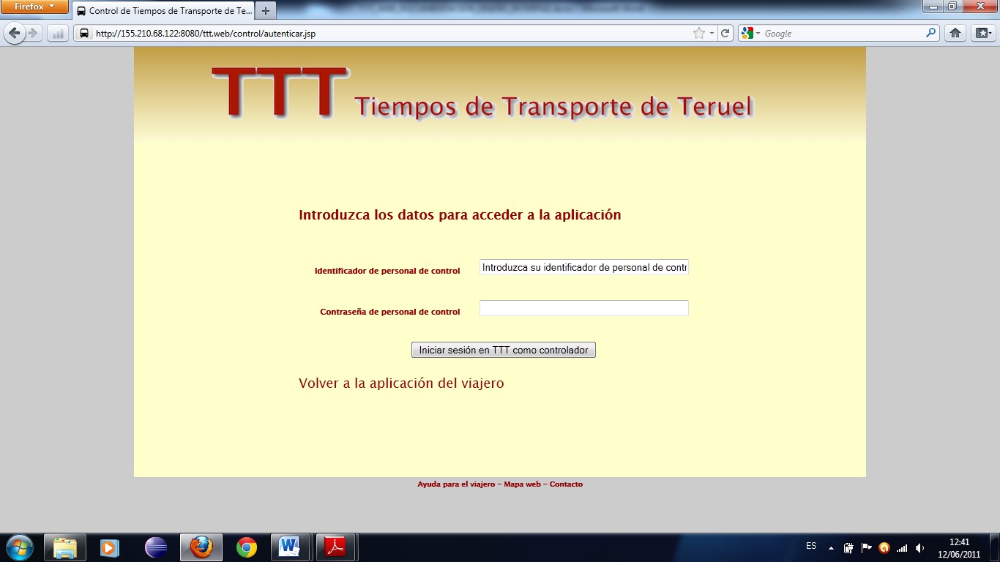 Firefox
Control de Tiempos de Transporte de Te...
http://155.210.68.122:8080/ttt.web/control/autenticar.jsp
Google
TTT Tiempos de Transporte de Teruel
Introduzca los datos para acceder a la aplicación
Identificador de personal de control
Introduzca su identificador de personal de contr
Contraseña de personal de control
Iniciar sesión en TTT como controlador
Volver a la aplicación del viajero
Ayuda para el viajero – Mapa web – Contacto
ES
12:41
12/06/2011